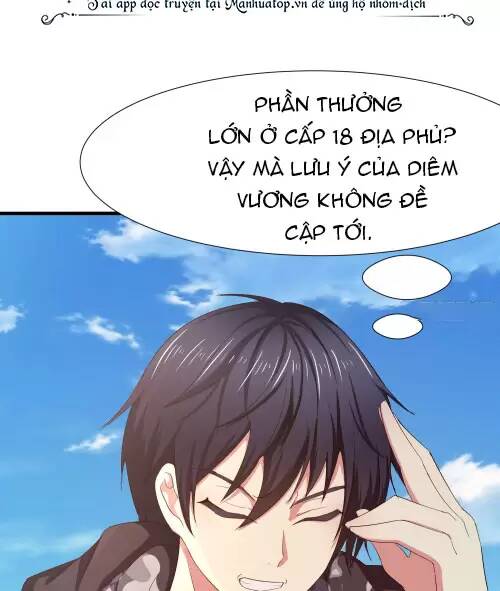 Tải app đọc truyện tại Manhuatop.vn để ủng hộ nhóm dịch
PHẦN THƯỞNG
LỚN Ở CẤP 18 ĐỊA PHỦ?
VẬY MÀ LƯU Ý CỦA DIÊM
VƯƠNG KHÔNG ĐỀ
CẬP TỚI.